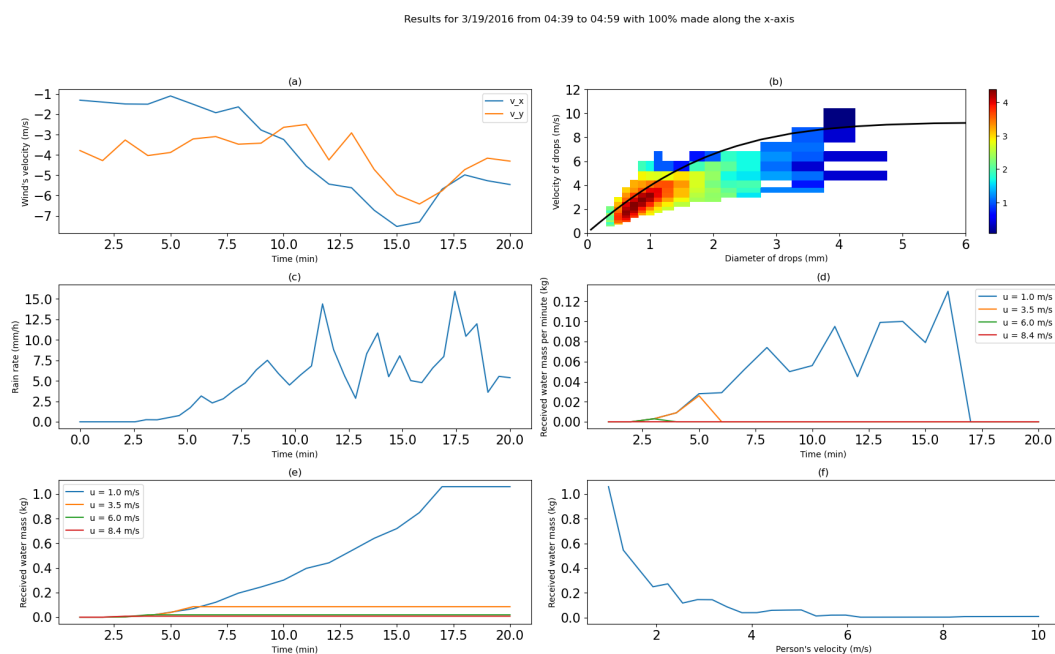 Results for 3/19/2016 from 04:39 to 04:59 with 100% made along the x-axis
(a)
Wind's velocity (m/s)
−1
−2
−3
−4
−5
−6
−7
v_x
v_y
2.5 5.0 7.5 10.0 12.5 15.0 17.5 20.0
Time (min)
(b)
Velocity of drops (m/s)
12
10
8
6
4
2
0
0 1 2 3 4 5 6
Diameter of drops (mm)
4
3
2
1
(c)
Rain rate (mm/h)
15.0
12.5
10.0
7.5
5.0
2.5
0.0
0.0 2.5 5.0 7.5 10.0 12.5 15.0 17.5 20.0
Time (min)
(d)
Received water mass per minute (kg)
0.12
0.10
0.08
0.06
0.04
0.02
0.00
u = 1.0 m/s
u = 3.5 m/s
u = 6.0 m/s
u = 8.4 m/s
2.5 5.0 7.5 10.0 12.5 15.0 17.5 20.0
Time (min)
(e)
Received water mass (kg)
1.0
0.8
0.6
0.4
0.2
0.0
u = 1.0 m/s
u = 3.5 m/s
u = 6.0 m/s
u = 8.4 m/s
2.5 5.0 7.5 10.0 12.5 15.0 17.5 20.0
Time (min)
(f)
Received water mass (kg)
1.0
0.8
0.6
0.4
0.2
0.0
2 4 6 8 10
Person's velocity (m/s)